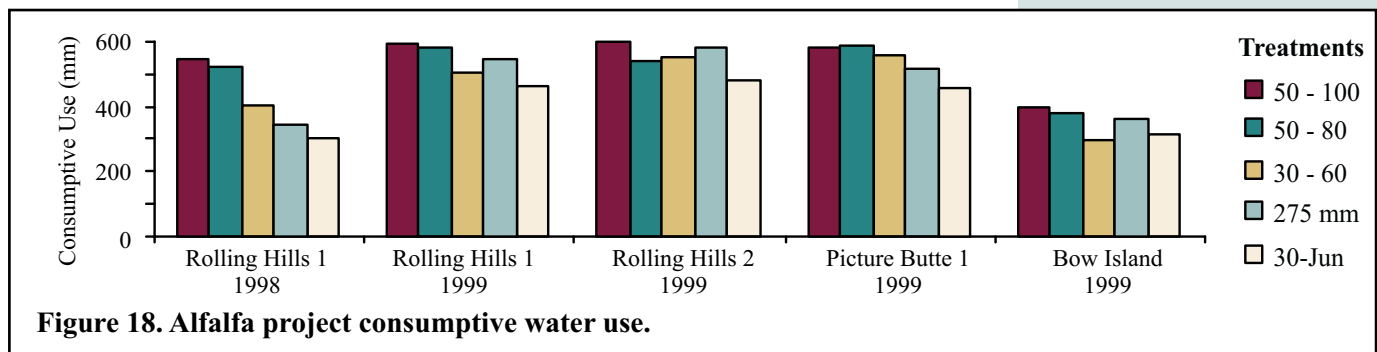 Consumptive Use (mm)
600
400
200
0
Rolling Hills 1
1998
Rolling Hills 1
1999
Rolling Hills 2
1999
Picture Butte 1
1999
Bow Island
1999
Treatments
50 - 100
50 - 80
30 - 60
275 mm
30-Jun
Figure 18. Alfalfa project consumptive water use.